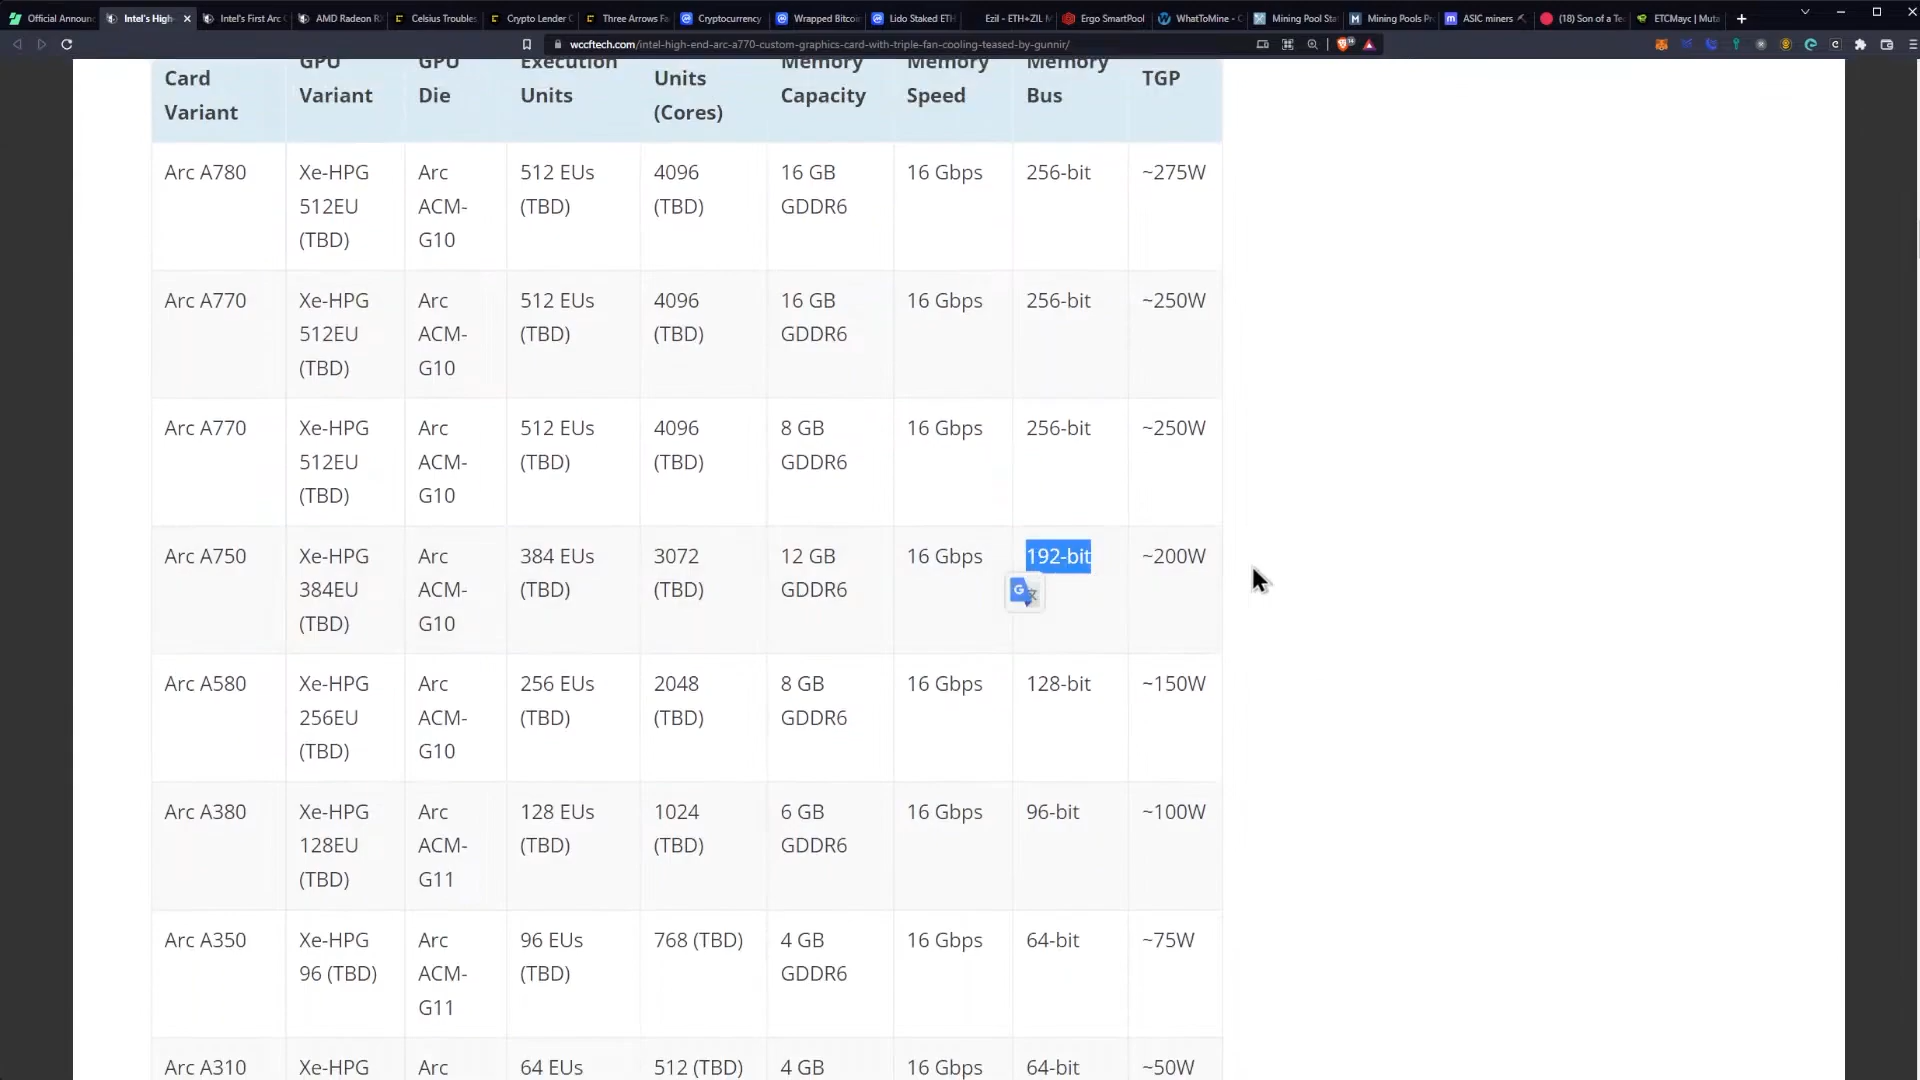 Official Announc
Intel's High-
Intel's First Arc
AMD Radeon R
Celsius Troubles
Crypto Lender C
Three Arrows Fa
Cryptocurrency
Wrapped Bitcoin
Lido Staked ETH
Ezil - ETH+ZIL M
Ergo SmartPool
WhatToMine - C
Mining Pool Sta
Mining Pools Pr
ASIC miners
(18) Son of a Te
ETCMayc | Muta
wccftech.com/intel-high-end-arc-a770-custom-graphics-card-with-triple-fan-cooling-teased-by-gunnir/
Card
Variant
GPU
Variant
GPU
Die
Execution
Units
Units
(Cores)
Memory
Capacity
Memory
Speed
Memory
Bus
TGP
Arc A780
Xe-HPG
512EU
(TBD)
Arc
ACM-
G10
512 EUs
(TBD)
4096
(TBD)
16 GB
GDDR6
16 Gbps
256-bit
~275W
Arc A770
Xe-HPG
512EU
(TBD)
Arc
ACM-
G10
512 EUs
(TBD)
4096
(TBD)
16 GB
GDDR6
16 Gbps
256-bit
~250W
Arc A770
Xe-HPG
512EU
(TBD)
Arc
ACM-
G10
512 EUs
(TBD)
4096
(TBD)
8 GB
GDDR6
16 Gbps
256-bit
~250W
Arc A750
Xe-HPG
384EU
(TBD)
Arc
ACM-
G10
384 EUs
(TBD)
3072
(TBD)
12 GB
GDDR6
16 Gbps
192-bit
~200W
Arc A580
Xe-HPG
256EU
(TBD)
Arc
ACM-
G10
256 EUs
(TBD)
2048
(TBD)
8 GB
GDDR6
16 Gbps
128-bit
~150W
Arc A380
Xe-HPG
128EU
(TBD)
Arc
ACM-
G11
128 EUs
(TBD)
1024
(TBD)
6 GB
GDDR6
16 Gbps
96-bit
~100W
Arc A350
Xe-HPG
96 (TBD)
Arc
ACM-
G11
96 EUs
(TBD)
768 (TBD)
4 GB
GDDR6
16 Gbps
64-bit
~75W
Arc A310
Xe-HPG
Arc
64 EUs
512 (TBD)
4 GB
16 Gbps
64-bit
~50W